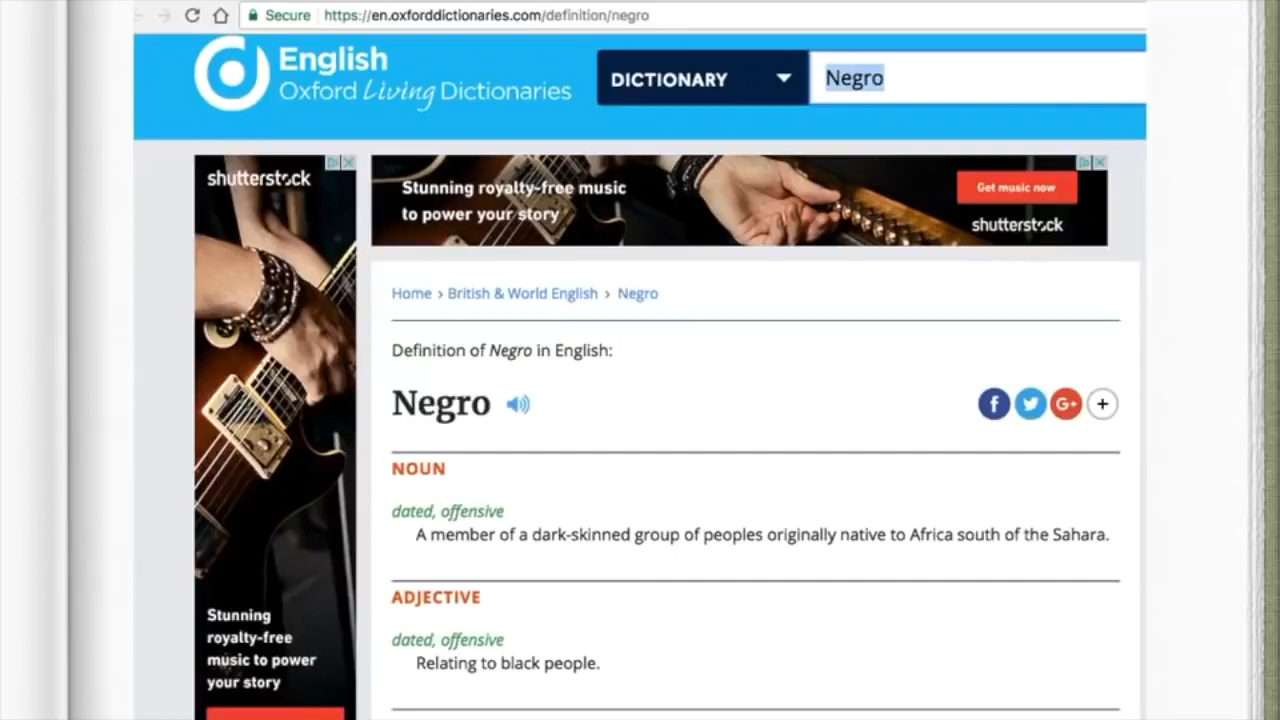 Secure https://en.oxforddictionaries.com/definition/negro
English
Oxford Living Dictionaries
DICTIONARY
Negro
shutterstock
Stunning royalty-free music
to power your story
Get music now
shutterstock
Home › British & World English › Negro
Definition of Negro in English:
Negro
f
G+
+
NOUN
dated, offensive
A member of a dark-skinned group of peoples originally native to Africa south of the Sahara.
ADJECTIVE
dated, offensive
Relating to black people.
Stunning
royalty-free
music to power
your story